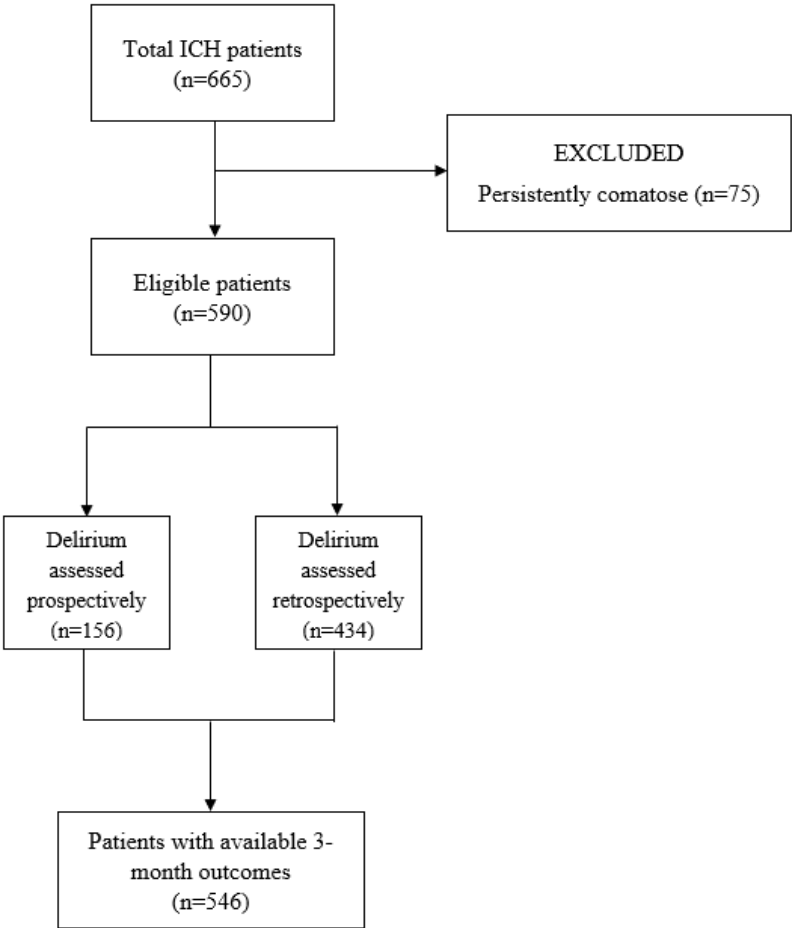 Total ICH patients
(n=665)
EXCLUDED
Persistently comatose (n=75)
Eligible patients
(n=590)
Delirium
assessed
prospectively
(n=156)
Delirium
assessed
retrospectively
(n=434)
Patients with available 3-
month outcomes
(n=546)